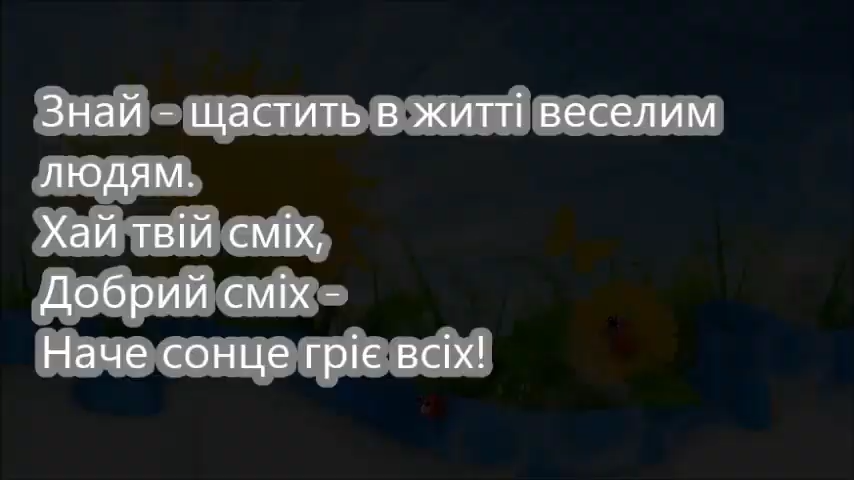 Знай – щастить в житті веселим
людям.
Хай твій сміх,
Добрий сміх –
Наче сонце гріє всіх!